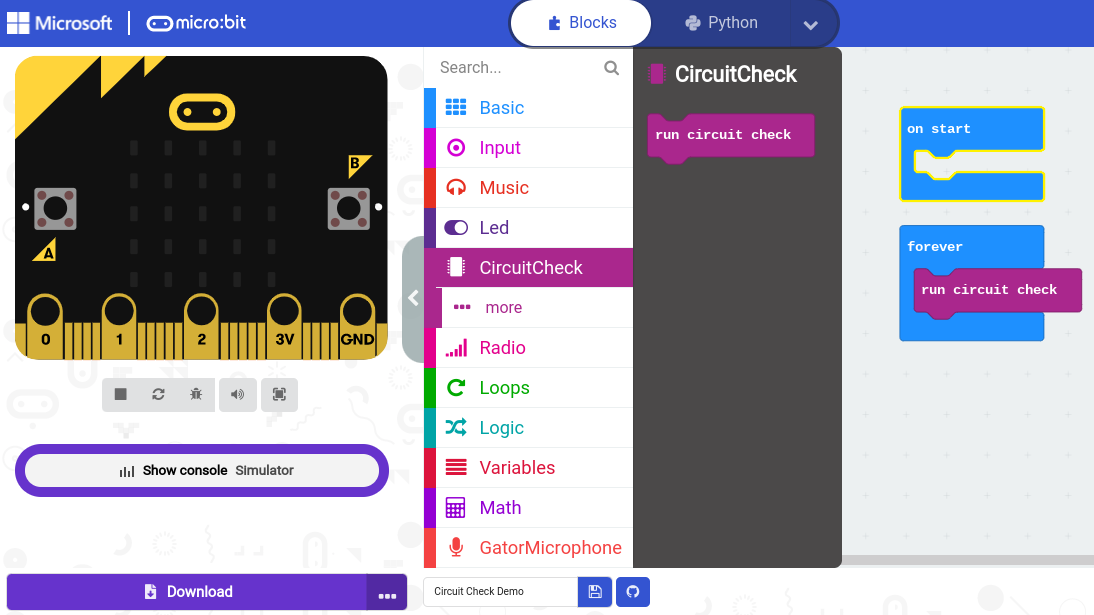 Microsoft
micro:bit
Blocks
Python
B
A
0
1
2
3V
GND
Show console Simulator
Download
Search...
Basic
Input
Music
Led
CircuitCheck
more
Radio
Loops
Logic
Variables
Math
GatorMicrophone
Circuit Check Demo
CircuitCheck
run circuit check
on start
forever
run circuit check